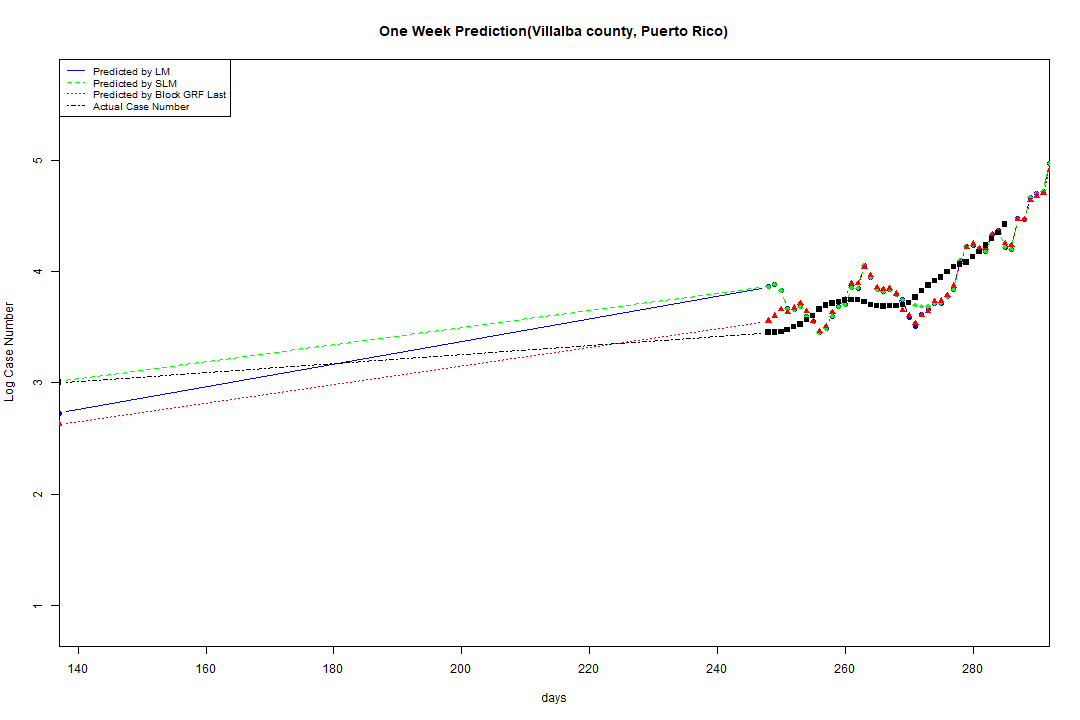 One Week Prediction(Villalba county, Puerto Rico)
Predicted by LM
Predicted by SLM
Predicted by Block GRF Last
Actual Case Number
5
4
3
2
1
Log Case Number
140 160 180 200 220 240 260 280
days